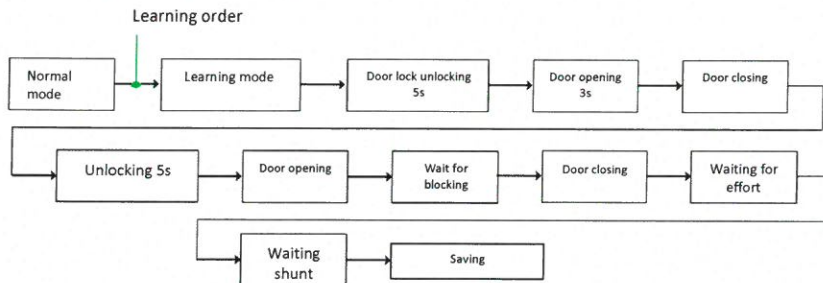 Learning order
Normal
mode
Learning mode
Door lock unlocking
5s
Door opening
3s
Door closing
Unlocking 5s
Door opening
Wait for
blocking
Door closing
Waiting for
effort
Waiting
shunt
Saving